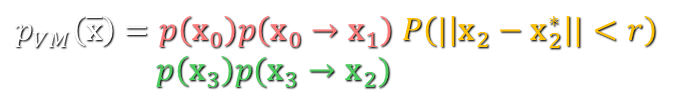 p_VM(x̅) = p(x₀)p(x₀ → x₁) P(||x₂ − x₂*|| < r)
p(x₃)p(x₃ → x₂)